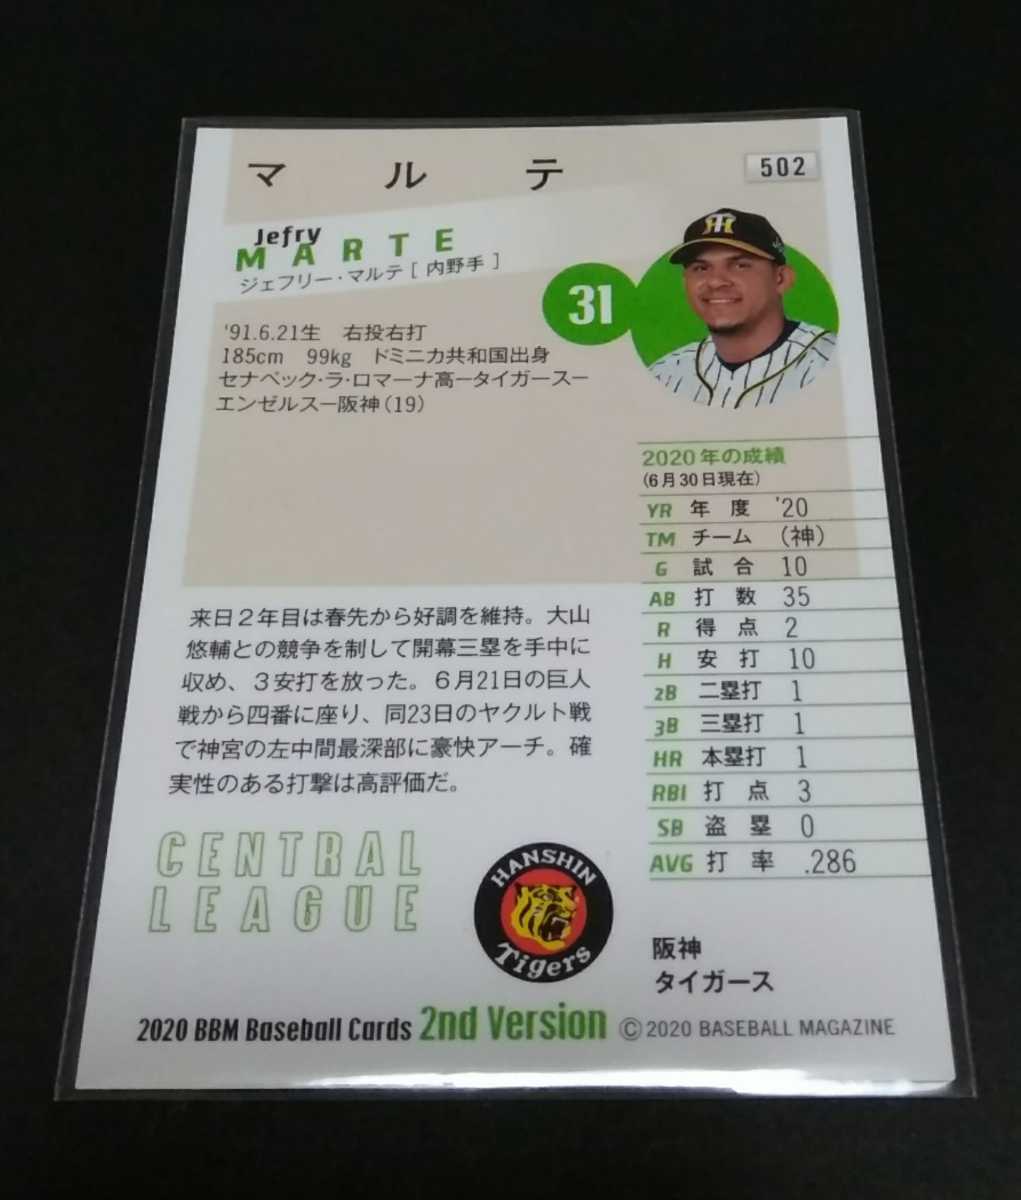 マルテ
502
Jefry
MARTE
ジェフリー・マルテ [ 内野手 ]
31
'91.6.21生 右投右打
185cm 99kg ドミニカ共和国出身
セナペック・ラ・ロマーナ高ータイガースー
エンゼルスー阪神(19)
2020年の成績
(6月30日現在)
YR 年度 '20
TM チーム (神)
G 試合 10
AB 打数 35
R 得点 2
H 安打 10
2B 二塁打 1
3B 三塁打 1
HR 本塁打 1
RBI 打点 3
SB 盗塁 0
AVG 打率 .286
来日2年目は春先から好調を維持。大山
悠輔との競争を制して開幕三塁を手中に
収め、3安打を放った。6月21日の巨人
戦から四番に座り、同23日のヤクルト戦
で神宮の左中間最深部に豪快アーチ。確
実性のある打撃は高評価だ。
CENTRAL
LEAGUE
HANSHIN
Tigers
阪神
タイガース
2020 BBM Baseball Cards 2nd Version © 2020 BASEBALL MAGAZINE